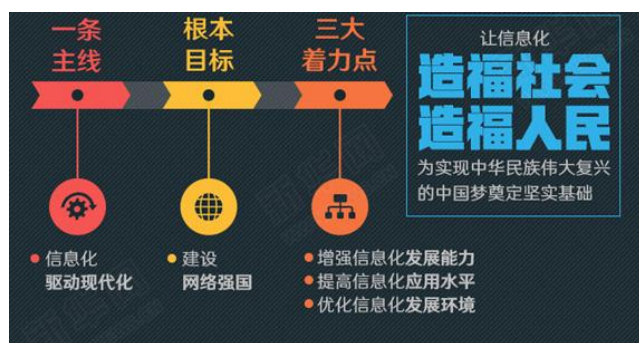 一条
主线
根本
目标
三大
着力点
信息化
驱动现代化
建设
网络强国
增强信息化发展能力
提高信息化应用水平
优化信息化发展环境
让信息化
造福社会
造福人民
为实现中华民族伟大复兴
的中国梦奠定坚实基础